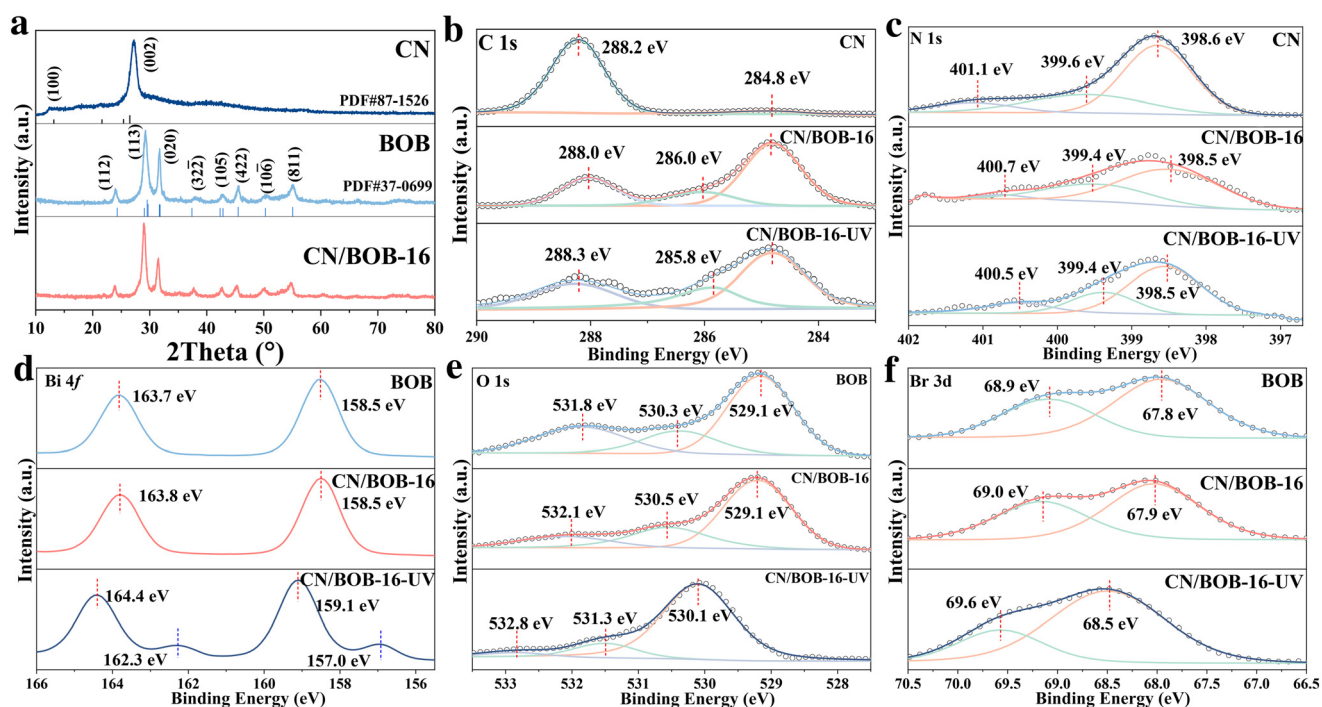 a
CN
(002)
(100)
PDF#87-1526
BOB
(113)
(020)
(112)
(32̅2̅)
(105)
(422)
(106̅)
(811)
PDF#37-0699
CN/BOB-16
Intensity (a.u.)
10 20 30 40 50 60 70 80
2Theta (°)
b
C 1s
CN
288.2 eV
284.8 eV
CN/BOB-16
288.0 eV
286.0 eV
CN/BOB-16-UV
288.3 eV
285.8 eV
Intensity (a.u.)
290 288 286 284
Binding Energy (eV)
c
N 1s
CN
398.6 eV
399.6 eV
401.1 eV
CN/BOB-16
400.7 eV
399.4 eV
398.5 eV
CN/BOB-16-UV
400.5 eV
399.4 eV
398.5 eV
Intensity (a.u.)
402 401 400 399 398 397
Binding Energy (eV)
d
Bi 4f
BOB
163.7 eV
158.5 eV
CN/BOB-16
163.8 eV
158.5 eV
CN/BOB-16-UV
164.4 eV
159.1 eV
162.3 eV
157.0 eV
Intensity (a.u.)
166 164 162 160 158 156
Binding Energy (eV)
e
O 1s
BOB
531.8 eV
530.3 eV
529.1 eV
CN/BOB-16
532.1 eV
530.5 eV
529.1 eV
CN/BOB-16-UV
532.8 eV
531.3 eV
530.1 eV
Intensity (a.u.)
533 532 531 530 529 528
Binding Energy (eV)
f
Br 3d
BOB
68.9 eV
67.8 eV
CN/BOB-16
69.0 eV
67.9 eV
CN/BOB-16-UV
69.6 eV
68.5 eV
Intensity (a.u.)
70.5 70.0 69.5 69.0 68.5 68.0 67.5 67.0 66.5
Binding Energy (eV)